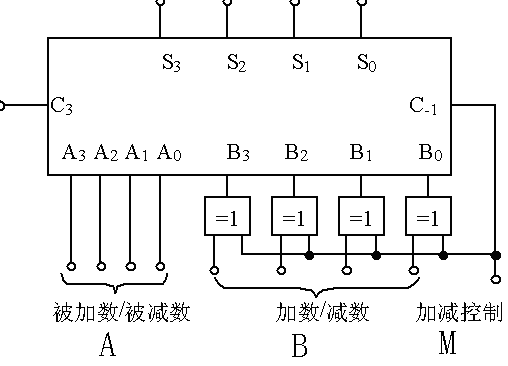 S₃ S₂ S₁ S₀
C₃ C₋₁
A₃ A₂ A₁ A₀ B₃ B₂ B₁ B₀
=1 =1 =1 =1
被加数/被减数 加数/减数 加减控制
A B M